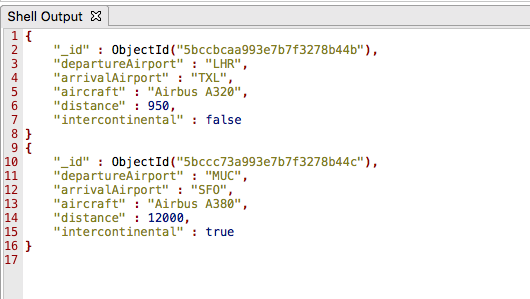 Shell Output
1 {
2 "_id" : ObjectId("5bccbcaa993e7b7f3278b44b"),
3 "departureAirport" : "LHR",
4 "arrivalAirport" : "TXL",
5 "aircraft" : "Airbus A320",
6 "distance" : 950,
7 "intercontinental" : false
8 }
9 {
10 "_id" : ObjectId("5bccc73a993e7b7f3278b44c"),
11 "departureAirport" : "MUC",
12 "arrivalAirport" : "SFO",
13 "aircraft" : "Airbus A380",
14 "distance" : 12000,
15 "intercontinental" : true
16 }
17